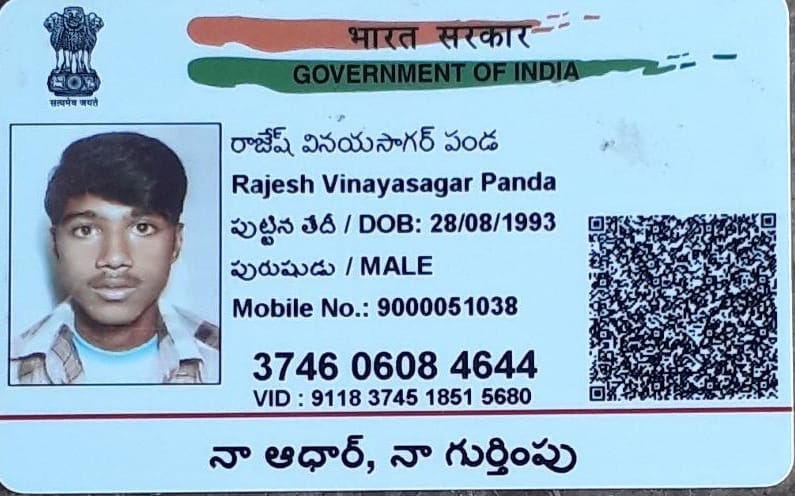 सत्यमेव जयते
भारत सरकार
GOVERNMENT OF INDIA
రాజేష్ వినయసాగర్ పండ
Rajesh Vinayasagar Panda
పుట్టిన తేదీ / DOB: 28/08/1993
పురుషుడు / MALE
Mobile No.: 9000051038
3746 0608 4644
VID : 9118 3745 1851 5680
నా ఆధార్, నా గుర్తింపు